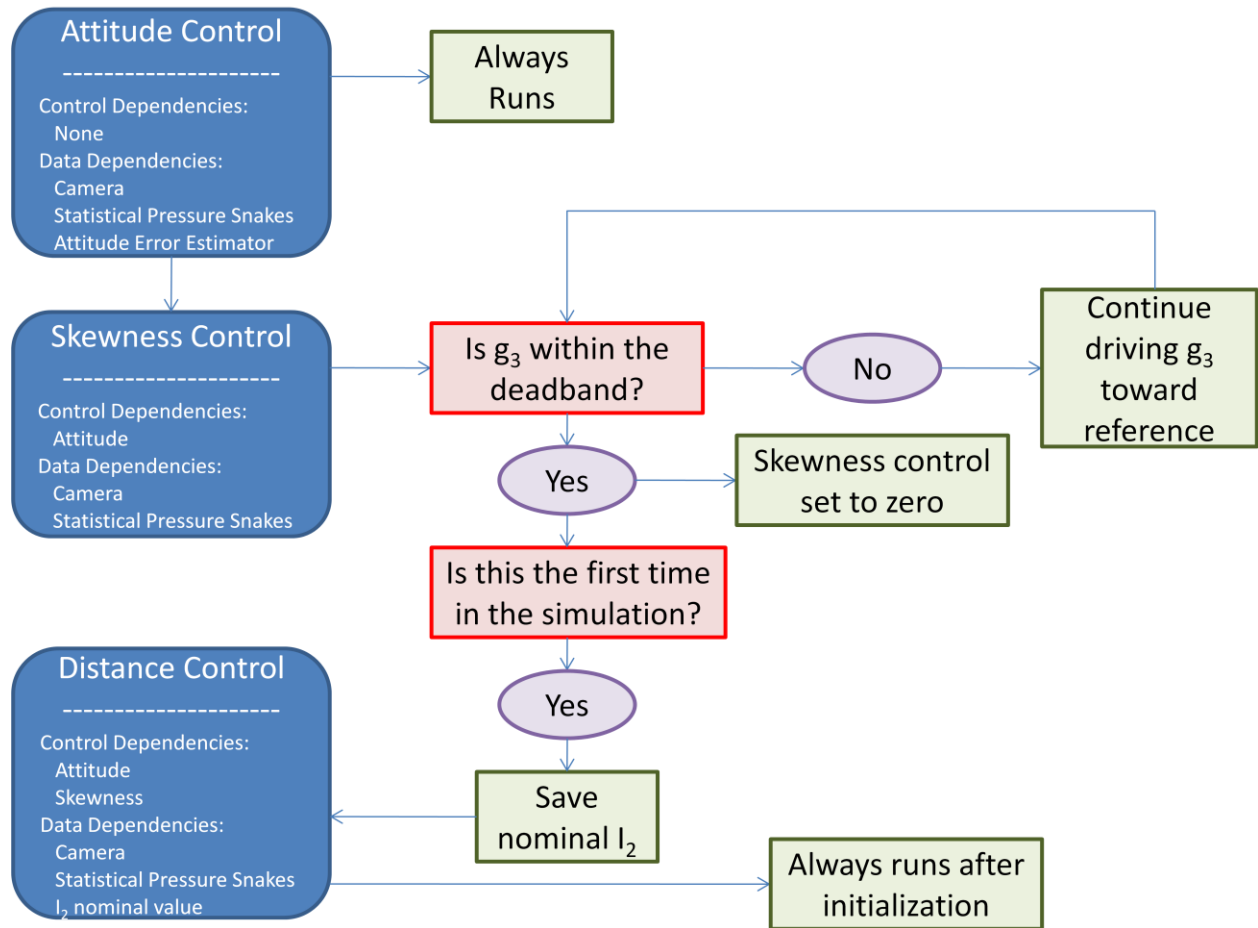 Attitude Control
---------------------
Control Dependencies:
None
Data Dependencies:
Camera
Statistical Pressure Snakes
Attitude Error Estimator
Always
Runs
Skewness Control
---------------------
Control Dependencies:
Attitude
Data Dependencies:
Camera
Statistical Pressure Snakes
Is g₃ within the
deadband?
No
Continue
driving g₃
toward
reference
Yes
Skewness control
set to zero
Is this the first time
in the simulation?
Yes
Save
nominal I₂
Distance Control
---------------------
Control Dependencies:
Attitude
Skewness
Data Dependencies:
Camera
Statistical Pressure Snakes
I₂ nominal value
Always runs after
initialization